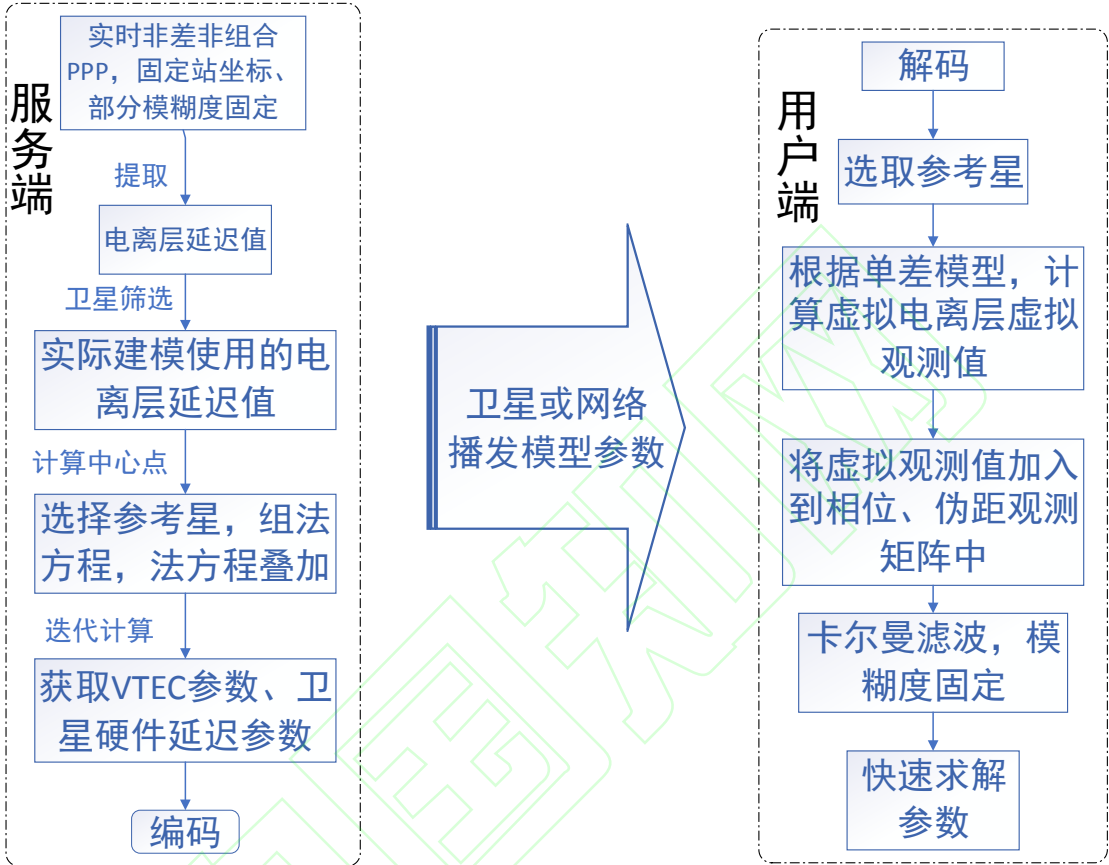 服务端
实时非差非组合
PPP，固定站坐标、
部分模糊度固定
提取
电离层延迟值
卫星筛选
实际建模使用的电
离层延迟值
计算中心点
选择参考星，组法
方程，法方程叠加
迭代计算
获取VTEC参数、卫
星硬件延迟参数
编码
卫星或网络
播发模型参数
用户端
解码
选取参考星
根据单差模型，计
算虚拟电离层虚拟
观测值
将虚拟观测值加入
到相位、伪距观测
矩阵中
卡尔曼滤波，模
糊度固定
快速求解
参数